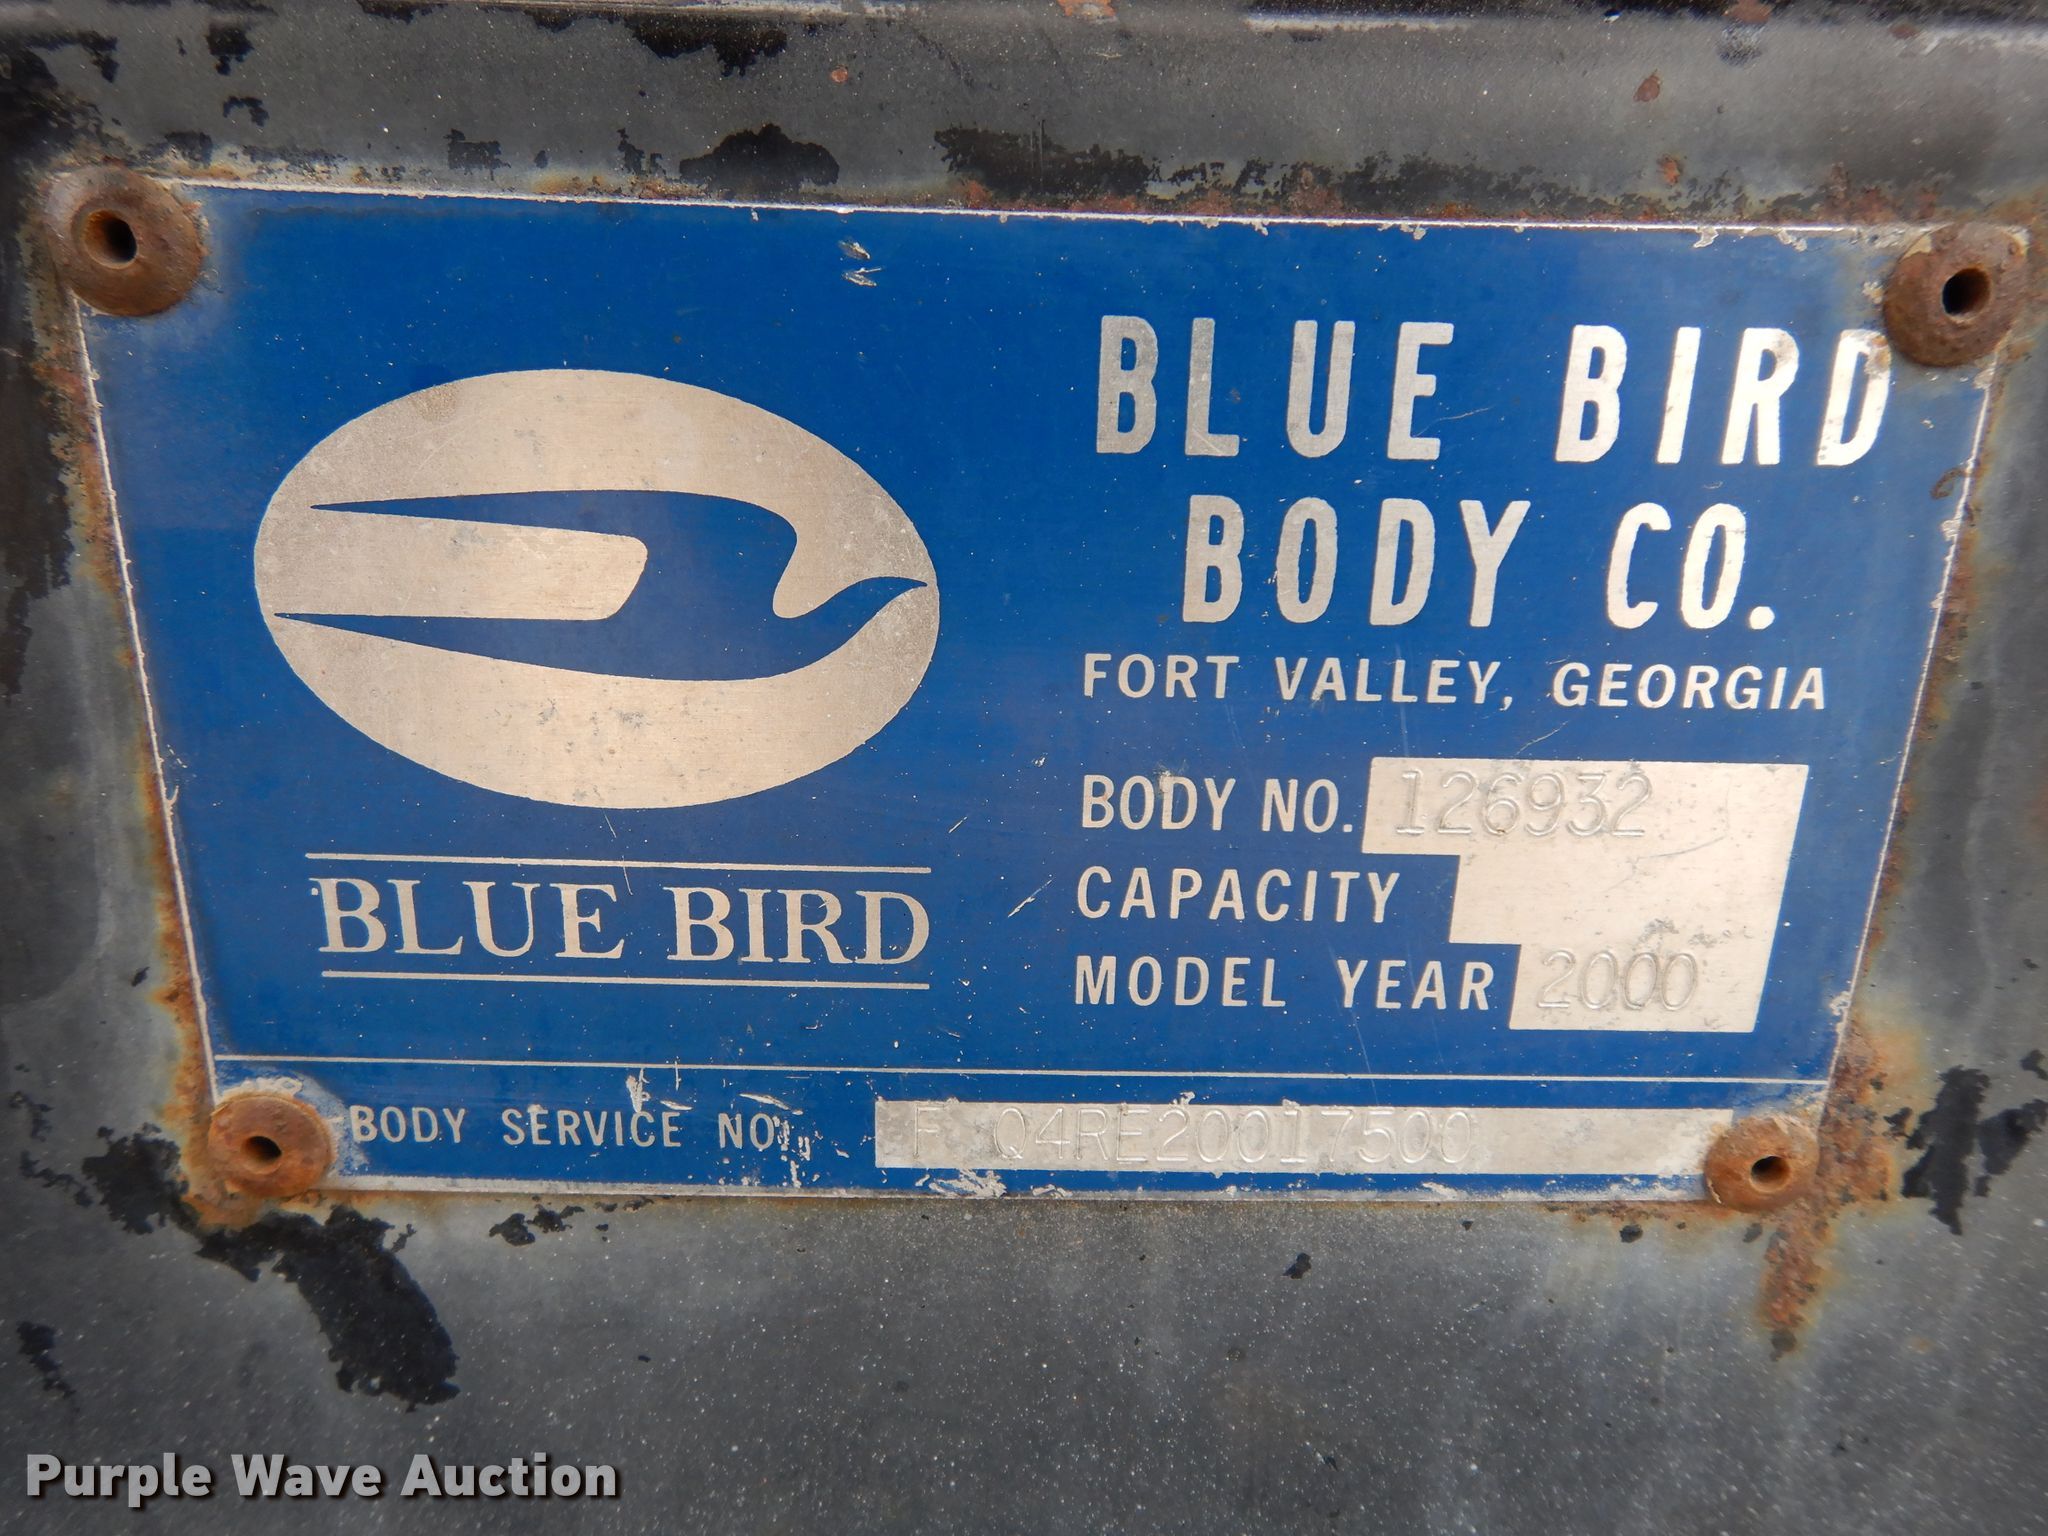 BLUE BIRD
BODY CO.
FORT VALLEY, GEORGIA
BODY NO. 126932
CAPACITY
MODEL YEAR 2000
BLUE BIRD
BODY SERVICE NO. F Q4RE20017500
Purple Wave Auction